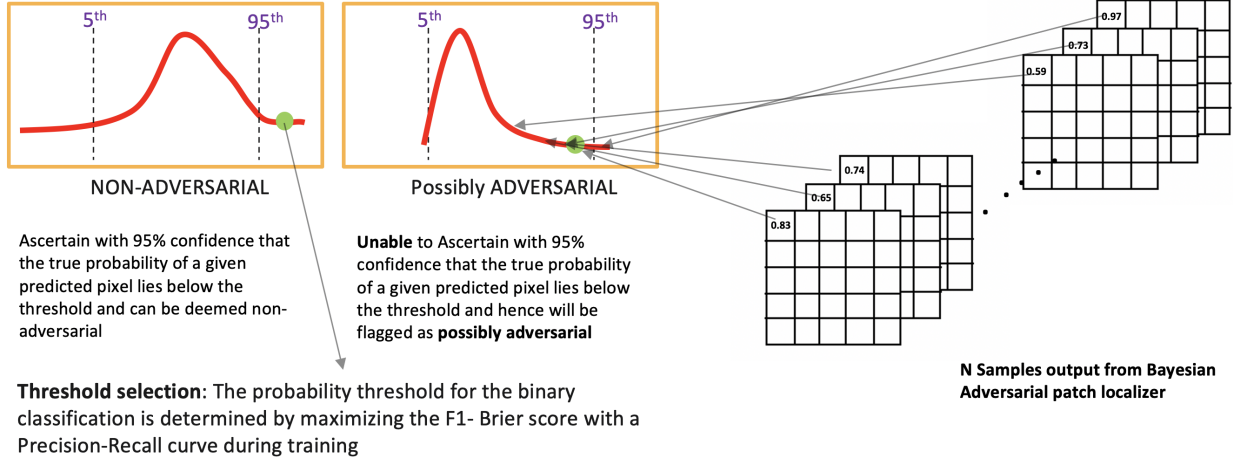 5th 95th
NON-ADVERSARIAL
Ascertain with 95% confidence that
the true probability of a given
predicted pixel lies below the
threshold and can be deemed non-
adversarial
5th 95th
Possibly ADVERSARIAL
Unable to Ascertain with 95%
confidence that the true probability
of a given predicted pixel lies below
the threshold and hence will be
flagged as possibly adversarial
Threshold selection: The probability threshold for the binary
classification is determined by maximizing the F1- Brier score with a
Precision-Recall curve during training
0.97
0.73
0.59
0.74
0.65
0.83
N Samples output from Bayesian
Adversarial patch localizer